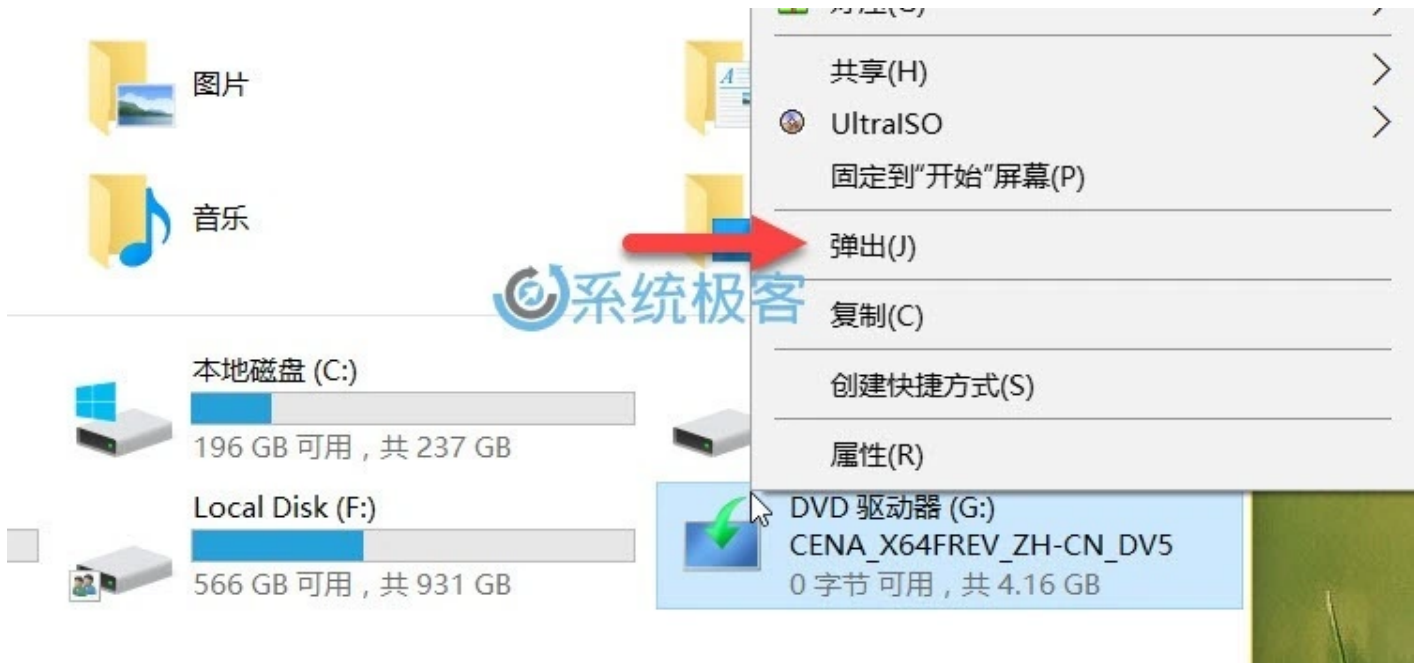 图片
音乐
系统极客
本地磁盘 (C:)
196 GB 可用，共 237 GB
Local Disk (F:)
566 GB 可用，共 931 GB
共享(H)
UltraISO
固定到"开始"屏幕(P)
弹出(J)
复制(C)
创建快捷方式(S)
属性(R)
DVD 驱动器 (G:)
CENA_X64FREV_ZH-CN_DV5
0 字节 可用，共 4.16 GB